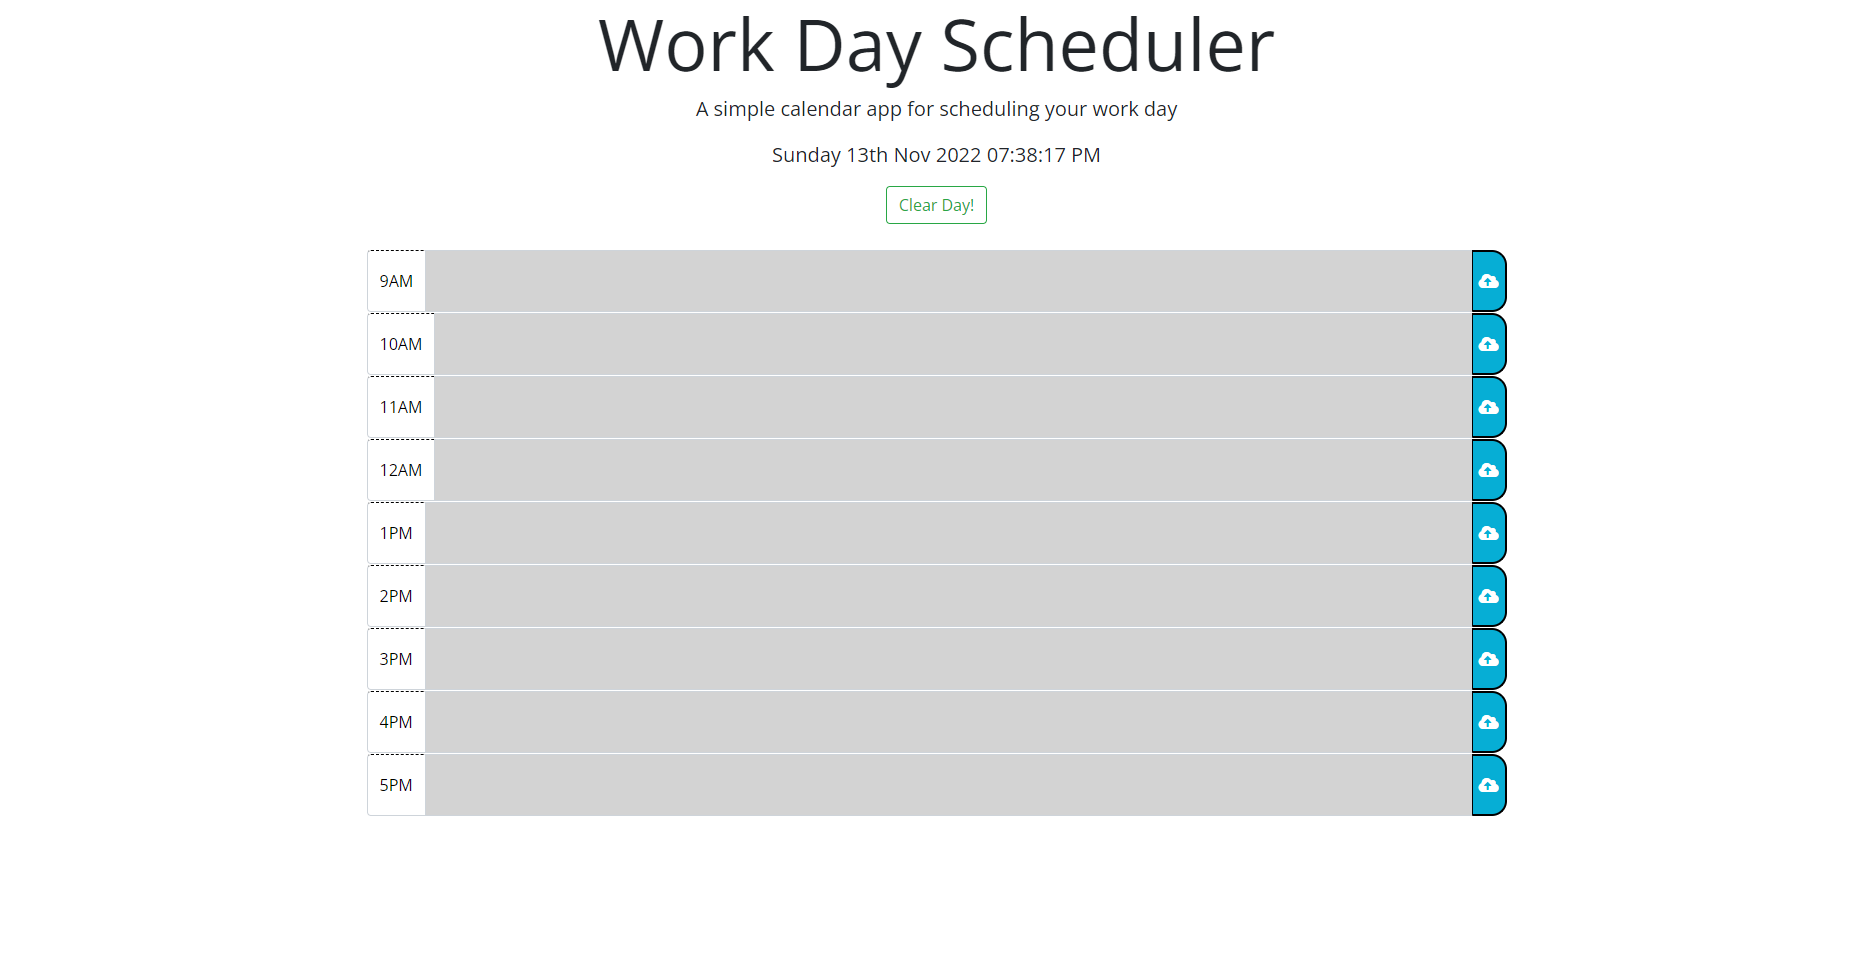 Work Day Scheduler
A simple calendar app for scheduling your work day
Sunday 13th Nov 2022 07:38:17 PM
Clear Day!
9AM
10AM
11AM
12AM
1PM
2PM
3PM
4PM
5PM